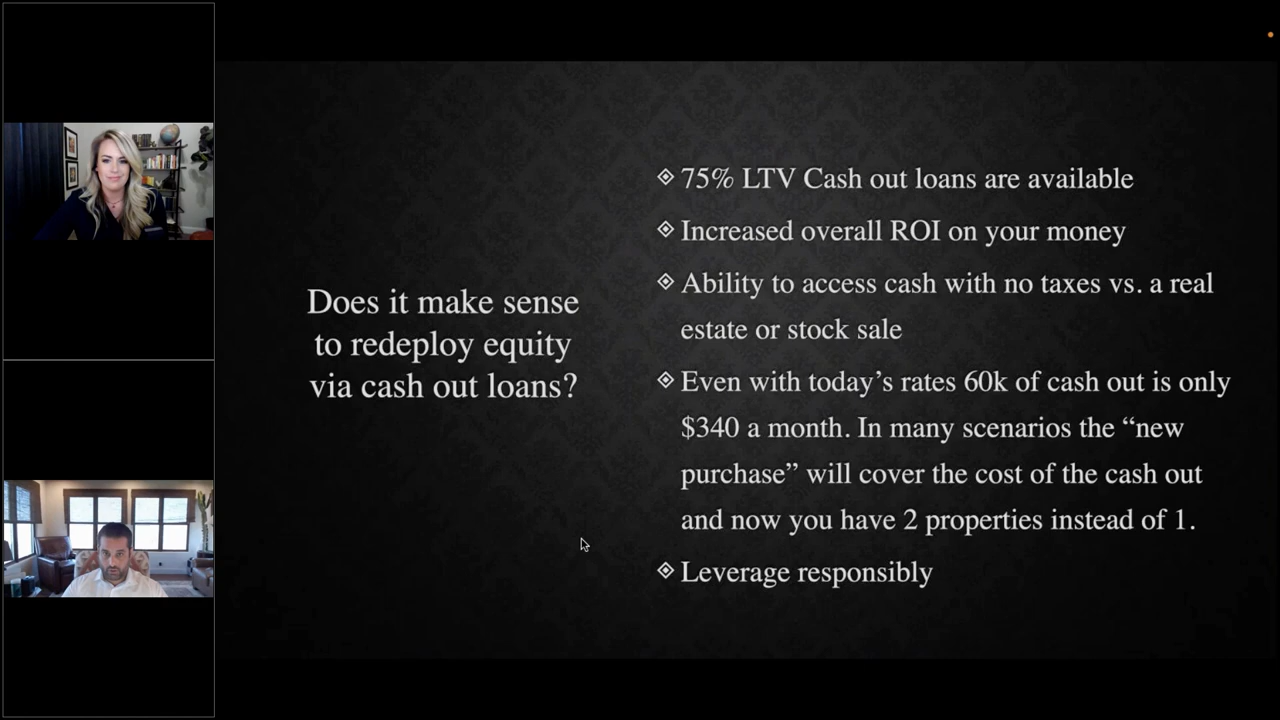 Does it make sense
to redeploy equity
via cash out loans?
75% LTV Cash out loans are available
Increased overall ROI on your money
Ability to access cash with no taxes vs. a real
estate or stock sale
Even with today’s rates 60k of cash out is only
$340 a month. In many scenarios the “new
purchase” will cover the cost of the cash out
and now you have 2 properties instead of 1.
Leverage responsibly